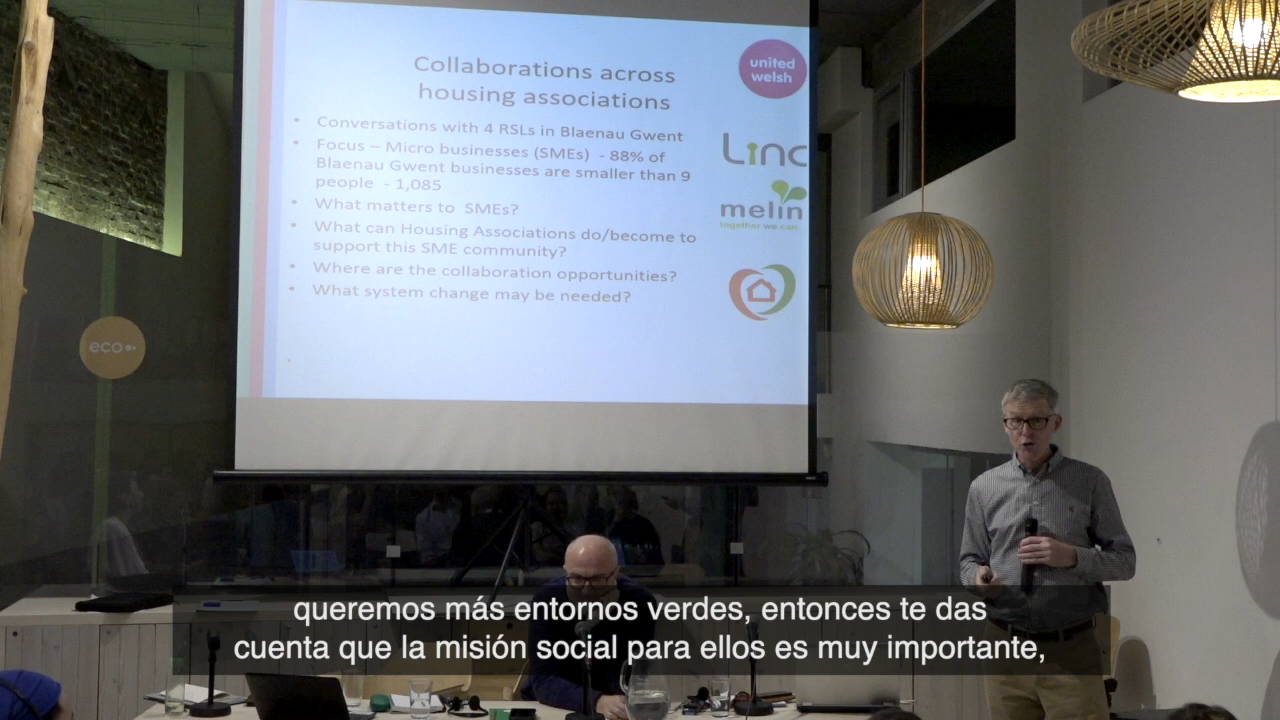 Collaborations across
housing associations
united
welsh
• Conversations with 4 RSLs in Blaenau Gwent
• Focus – Micro businesses (SMEs) - 88% of
Blaenau Gwent businesses are smaller than 9
people - 1,085
Linc
melin
together we can
• What matters to SMEs?
• What can Housing Associations do/become to
support this SME community?
• Where are the collaboration opportunities?
• What system change may be needed?
eco
queremos más entornos verdes, entonces te das
cuenta que la misión social para ellos es muy importante,